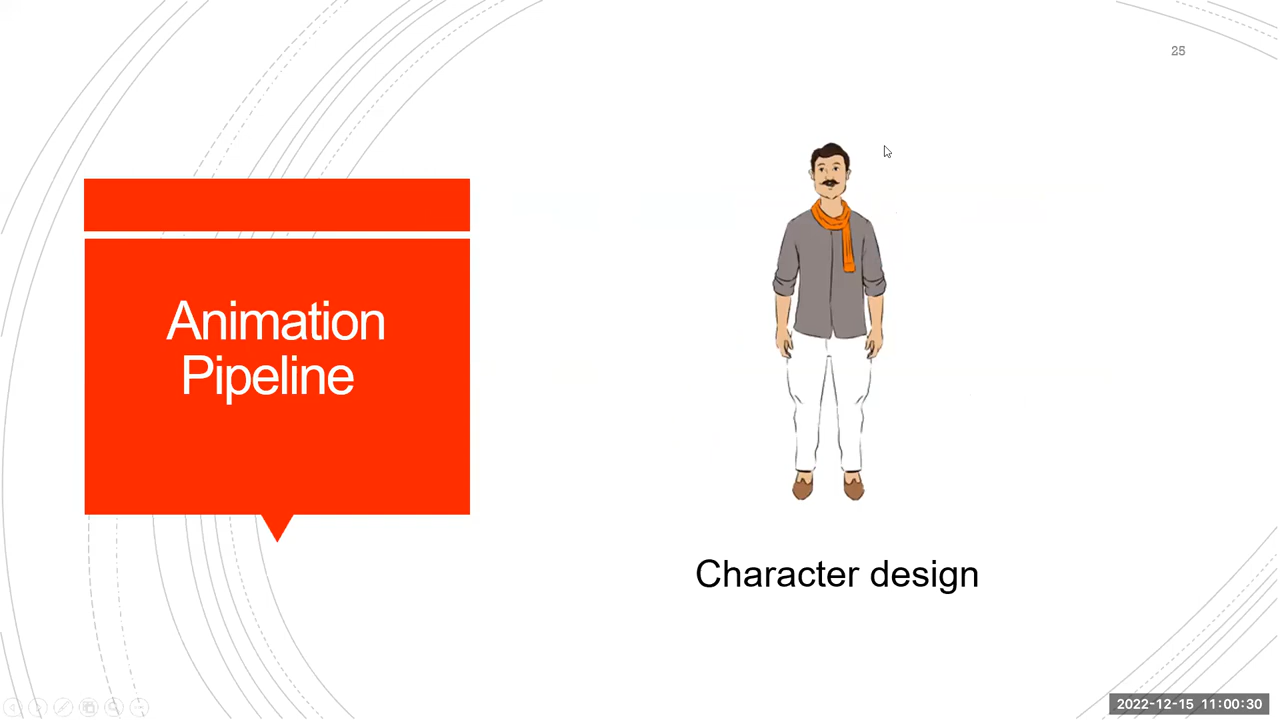 25
Animation
Pipeline
Character design
2022-12-15 11:00:30